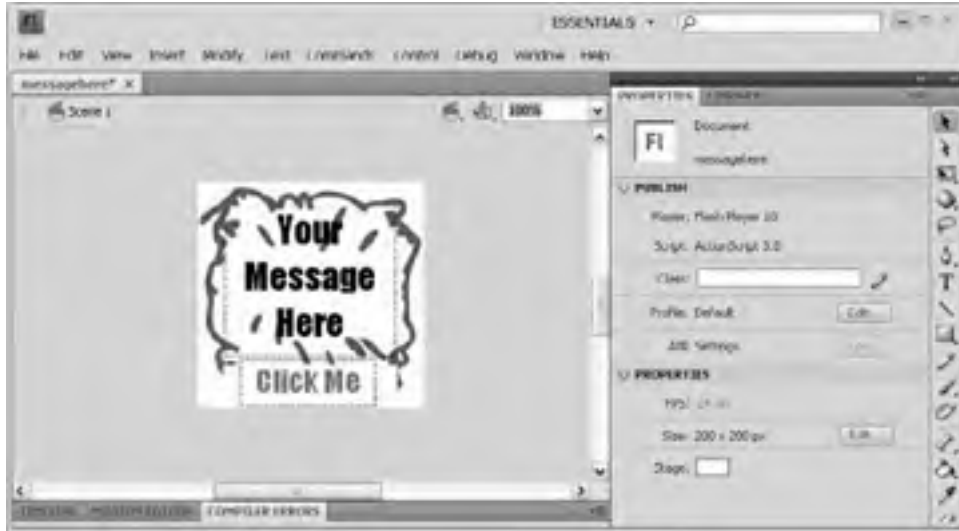 Fl
ESSENTIALS
File Edit View Insert Modify Text Commands Control Debug Window Help
messagehere* X
Scene 1
100%
Your
Message
Here
Click Me
PROPERTIES
Fl
Document
messagehere
PUBLISH
Player: Flash Player 10
Script: ActionScript 3.0
Class:
Profile: Default
Edit...
AIR Settings
PROPERTIES
FPS:
Size: 200 x 200 px
Edit...
Stage:
T
COMPILER ERRORS